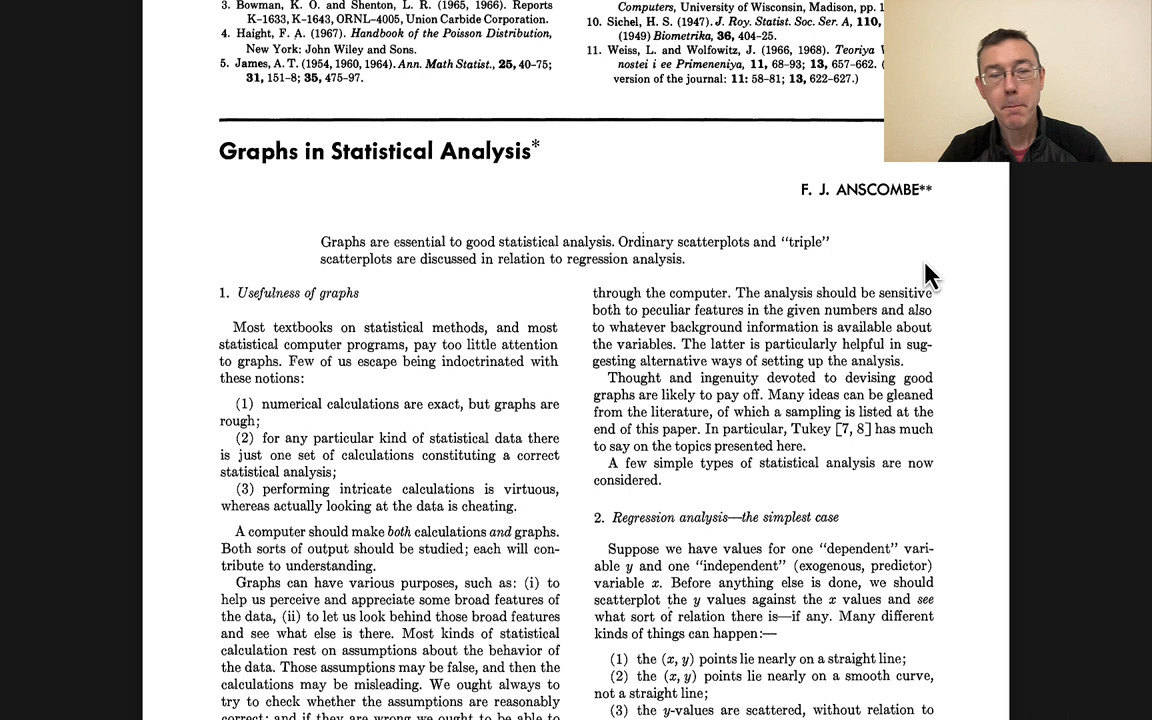 3. Bowman, K. O. and Shenton, L. R. (1965, 1966). Reports
K–1633, K–1643, ORNL–4005, Union Carbide Corporation.
4. Haight, F. A. (1967). Handbook of the Poisson Distribution,
New York: John Wiley and Sons.
5. James, A. T. (1954, 1960, 1964). Ann. Math Statist., 25, 40–75;
31, 151–8; 35, 475–97.
Computers, University of Wisconsin, Madison, pp.
10. Sichel, H. S. (1947). J. Roy. Statist. Soc. Ser. A, 110,
(1949) Biometrika, 36, 404–25.
11. Weiss, L. and Wolfowitz, J. (1966, 1968). Teoriya
nostei i ee Primeneniya, 11, 68–93; 13, 657–662. (
version of the journal: 11: 58–81; 13, 622–627.)
Graphs in Statistical Analysis*
F. J. ANSCOMBE**
Graphs are essential to good statistical analysis. Ordinary scatterplots and "triple"
scatterplots are discussed in relation to regression analysis.
1. Usefulness of graphs
Most textbooks on statistical methods, and most
statistical computer programs, pay too little attention
to graphs. Few of us escape being indoctrinated with
these notions:
(1) numerical calculations are exact, but graphs are
rough;
(2) for any particular kind of statistical data there
is just one set of calculations constituting a correct
statistical analysis;
(3) performing intricate calculations is virtuous,
whereas actually looking at the data is cheating.
A computer should make both calculations and graphs.
Both sorts of output should be studied; each will con-
tribute to understanding.
Graphs can have various purposes, such as: (i) to
help us perceive and appreciate some broad features of
the data, (ii) to let us look behind those broad features
and see what else is there. Most kinds of statistical
calculation rest on assumptions about the behavior of
the data. Those assumptions may be false, and then the
calculations may be misleading. We ought always to
try to check whether the assumptions are reasonably
correct; and if they are wrong we ought to be able to
through the computer. The analysis should be sensitive
both to peculiar features in the given numbers and also
to whatever background information is available about
the variables. The latter is particularly helpful in sug-
gesting alternative ways of setting up the analysis.
Thought and ingenuity devoted to devising good
graphs are likely to pay off. Many ideas can be gleaned
from the literature, of which a sampling is listed at the
end of this paper. In particular, Tukey [7, 8] has much
to say on the topics presented here.
A few simple types of statistical analysis are now
considered.
2. Regression analysis—the simplest case
Suppose we have values for one "dependent" vari-
able y and one "independent" (exogenous, predictor)
variable x. Before anything else is done, we should
scatterplot the y values against the x values and see
what sort of relation there is—if any. Many different
kinds of things can happen:—
(1) the (x, y) points lie nearly on a straight line;
(2) the (x, y) points lie nearly on a smooth curve,
not a straight line;
(3) the y-values are scattered, without relation to